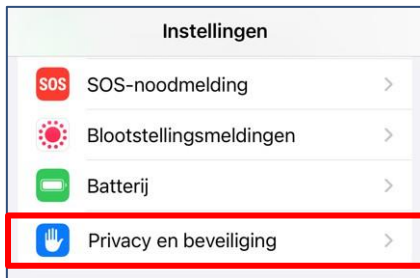 Instellingen
SOS SOS-noodmelding
Blootstellingsmeldingen
Batterij
Privacy en beveiliging